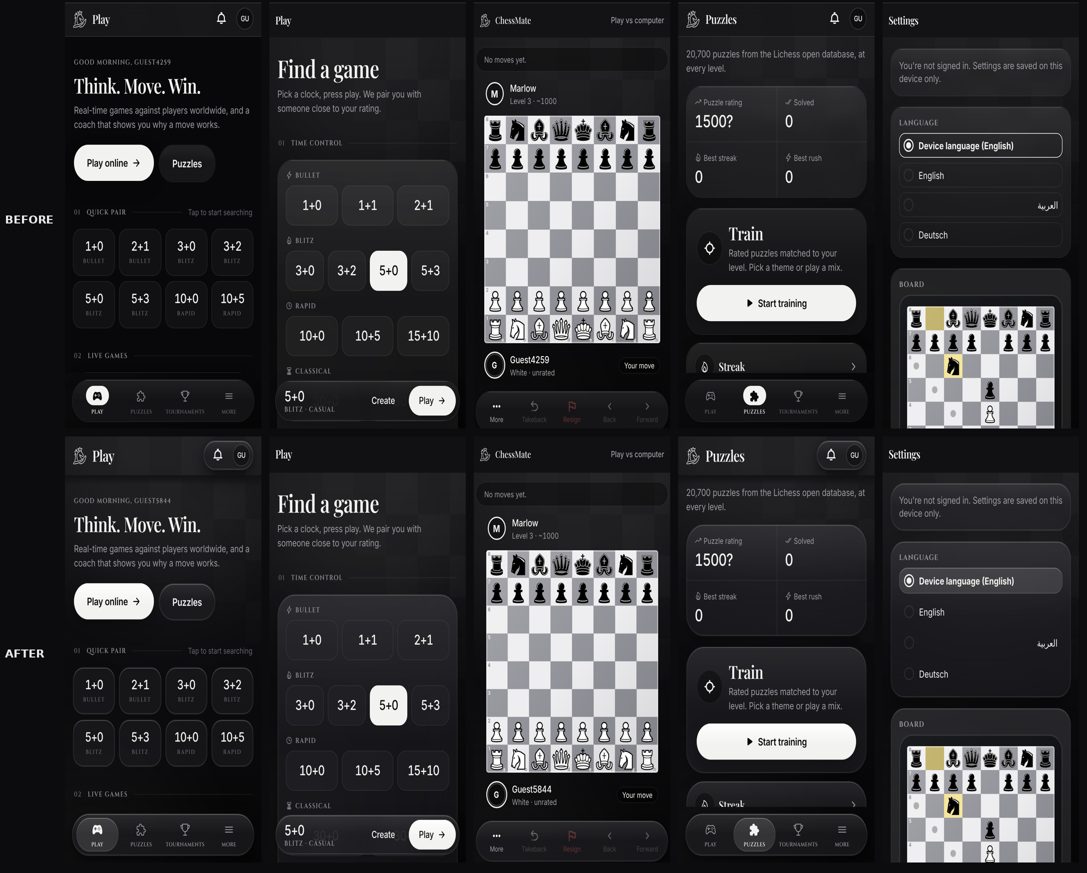 BEFORE
Play
GU
GOOD MORNING, GUEST4259
Think. Move. Win.
Real-time games against players worldwide, and a
coach that shows you why a move works.
Play online →
Puzzles
01 QUICK PAIR
Tap to start searching
1+0
BULLET
2+1
BULLET
3+0
BLITZ
3+2
BLITZ
5+0
BLITZ
5+3
BLITZ
10+0
RAPID
10+5
RAPID
02 LIVE GAMES
PLAY
PUZZLES
TOURNAMENTS
MORE
Play
Find a game
Pick a clock, press play. We pair you with
someone close to your rating.
01 TIME CONTROL
BULLET
1+0
1+1
2+1
BLITZ
3+0
3+2
5+0
5+3
RAPID
10+0
10+5
15+10
CLASSICAL
5+0
BLITZ · CASUAL
Create
Play →
ChessMate
Play vs computer
No moves yet.
M
Marlow
Level 3 · ~1000
G
Guest4259
White · unrated
Your move
More
Takeback
Resign
Back
Forward
Puzzles
GU
20,700 puzzles from the Lichess open database, at
every level.
Puzzle rating
1500?
Solved
0
Best streak
0
Best rush
0
Train
Rated puzzles matched to your
level. Pick a theme or play a mix.
Start training
Streak
PLAY
PUZZLES
TOURNAMENTS
MORE
Settings
You're not signed in. Settings are saved on this
device only.
LANGUAGE
Device language (English)
English
العربية
Deutsch
BOARD
AFTER
Play
GU
GOOD MORNING, GUEST5844
Think. Move. Win.
Real-time games against players worldwide, and a
coach that shows you why a move works.
Play online →
Puzzles
01 QUICK PAIR
Tap to start searching
1+0
BULLET
2+1
BULLET
3+0
BLITZ
3+2
BLITZ
5+0
BLITZ
5+3
BLITZ
10+0
RAPID
10+5
RAPID
02 LIVE GAMES
PLAY
PUZZLES
TOURNAMENTS
MORE
Play
Find a game
Pick a clock, press play. We pair you with
someone close to your rating.
01 TIME CONTROL
BULLET
1+0
1+1
2+1
BLITZ
3+0
3+2
5+0
5+3
RAPID
10+0
10+5
15+10
CLASSICAL
5+0
BLITZ · CASUAL
Create
Play →
ChessMate
Play vs computer
No moves yet.
M
Marlow
Level 3 · ~1000
G
Guest5844
White · unrated
Your move
More
Takeback
Resign
Back
Forward
Puzzles
GU
20,700 puzzles from the Lichess open database, at
every level.
Puzzle rating
1500?
Solved
0
Best streak
0
Best rush
0
Train
Rated puzzles matched to your
level. Pick a theme or play a mix.
Start training
Streak
PLAY
PUZZLES
TOURNAMENTS
MORE
Settings
You're not signed in. Settings are saved on this
device only.
LANGUAGE
Device language (English)
English
العربية
Deutsch
BOARD